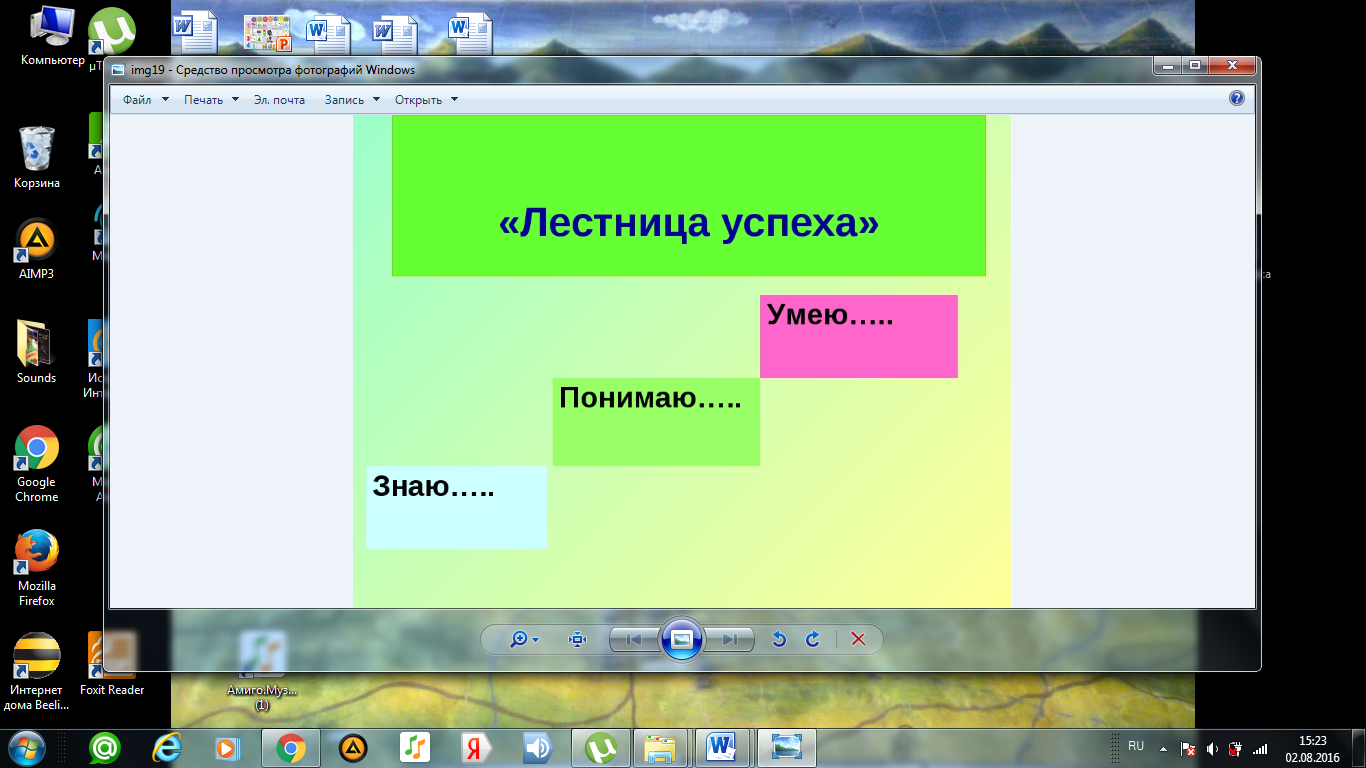 Компьютер
img19 - Средство просмотра фотографий Windows
Файл Печать Эл. почта Запись Открыть
«Лестница успеха»
Умею…..
Понимаю…..
Знаю…..
Корзина
AIMP3
Sounds
Google
Chrome
Mozilla
Firefox
Интернет
дома Beeli...
Foxit Reader
Амиго.Муз...
(1)
RU
15:23
02.08.2016